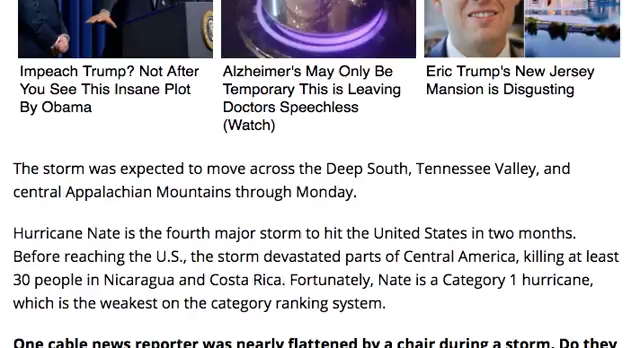 Impeach Trump? Not After
You See This Insane Plot
By Obama
Alzheimer's May Only Be
Temporary This is Leaving
Doctors Speechless
(Watch)
Eric Trump's New Jersey
Mansion is Disgusting
The storm was expected to move across the Deep South, Tennessee Valley, and
central Appalachian Mountains through Monday.
Hurricane Nate is the fourth major storm to hit the United States in two months.
Before reaching the U.S., the storm devastated parts of Central America, killing at least
30 people in Nicaragua and Costa Rica. Fortunately, Nate is a Category 1 hurricane,
which is the weakest on the category ranking system.
One cable news reporter was nearly flattened by a chair during a storm. Do they